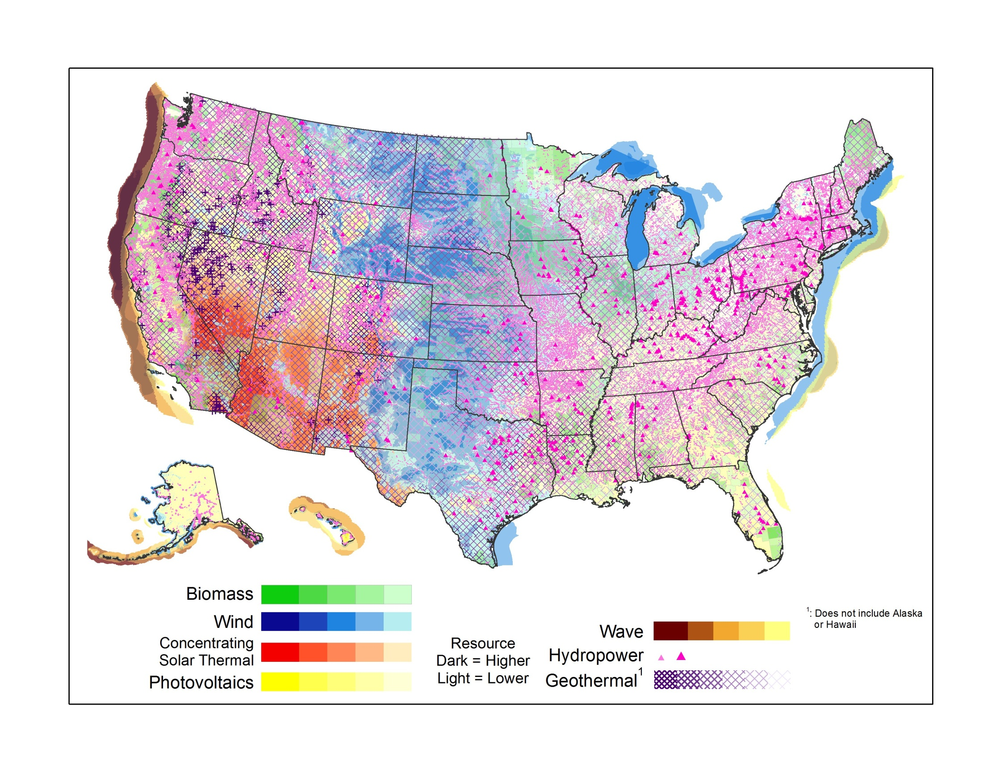 Biomass
Wind
Concentrating
Solar Thermal
Photovoltaics
Resource
Dark = Higher
Light = Lower
Wave
Hydropower
Geothermal¹
¹: Does not include Alaska
or Hawaii